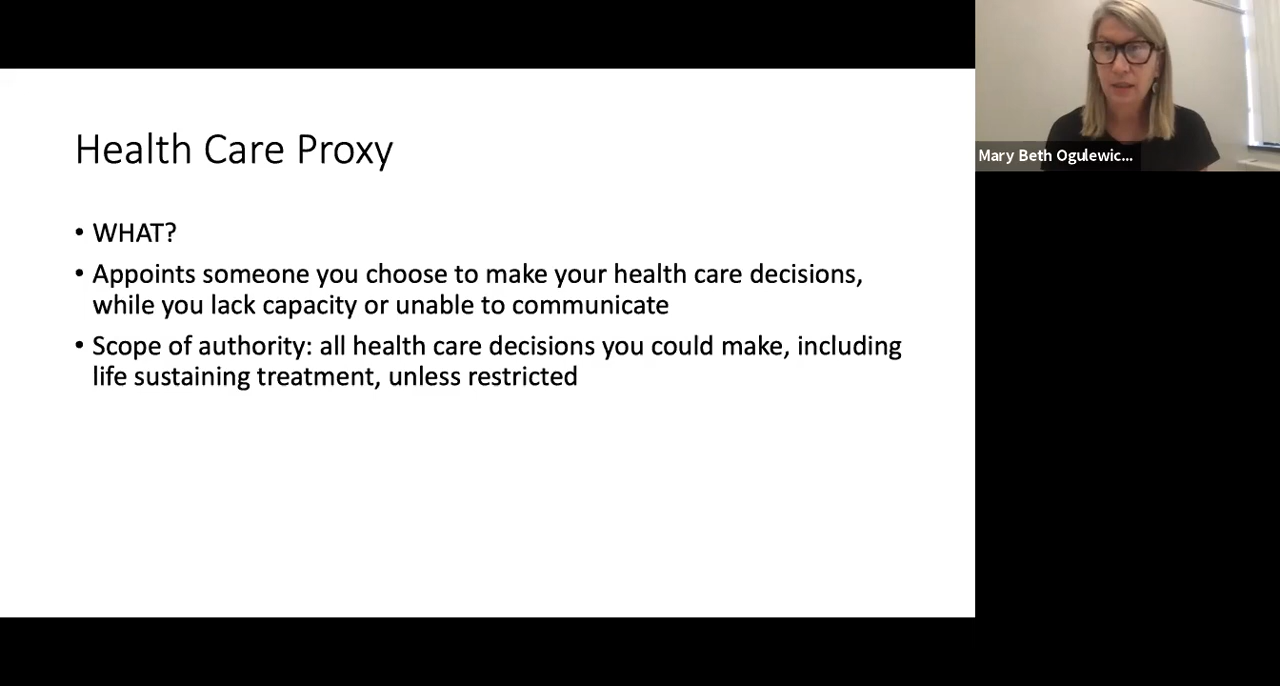 Health Care Proxy
• WHAT?
• Appoints someone you choose to make your health care decisions,
while you lack capacity or unable to communicate
• Scope of authority: all health care decisions you could make, including
life sustaining treatment, unless restricted
Mary Beth Ogulewic...